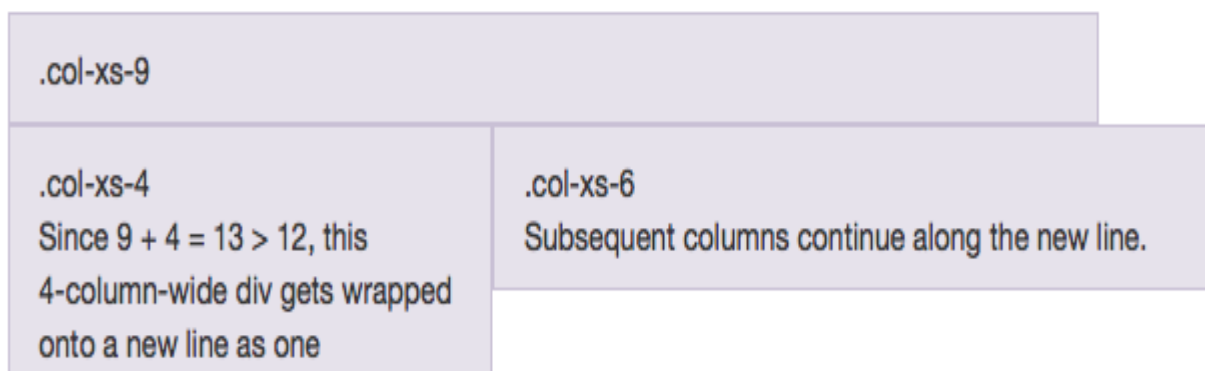 .col-xs-9
.col-xs-4
Since 9 + 4 = 13 > 12, this
4-column-wide div gets wrapped
onto a new line as one
.col-xs-6
Subsequent columns continue along the new line.